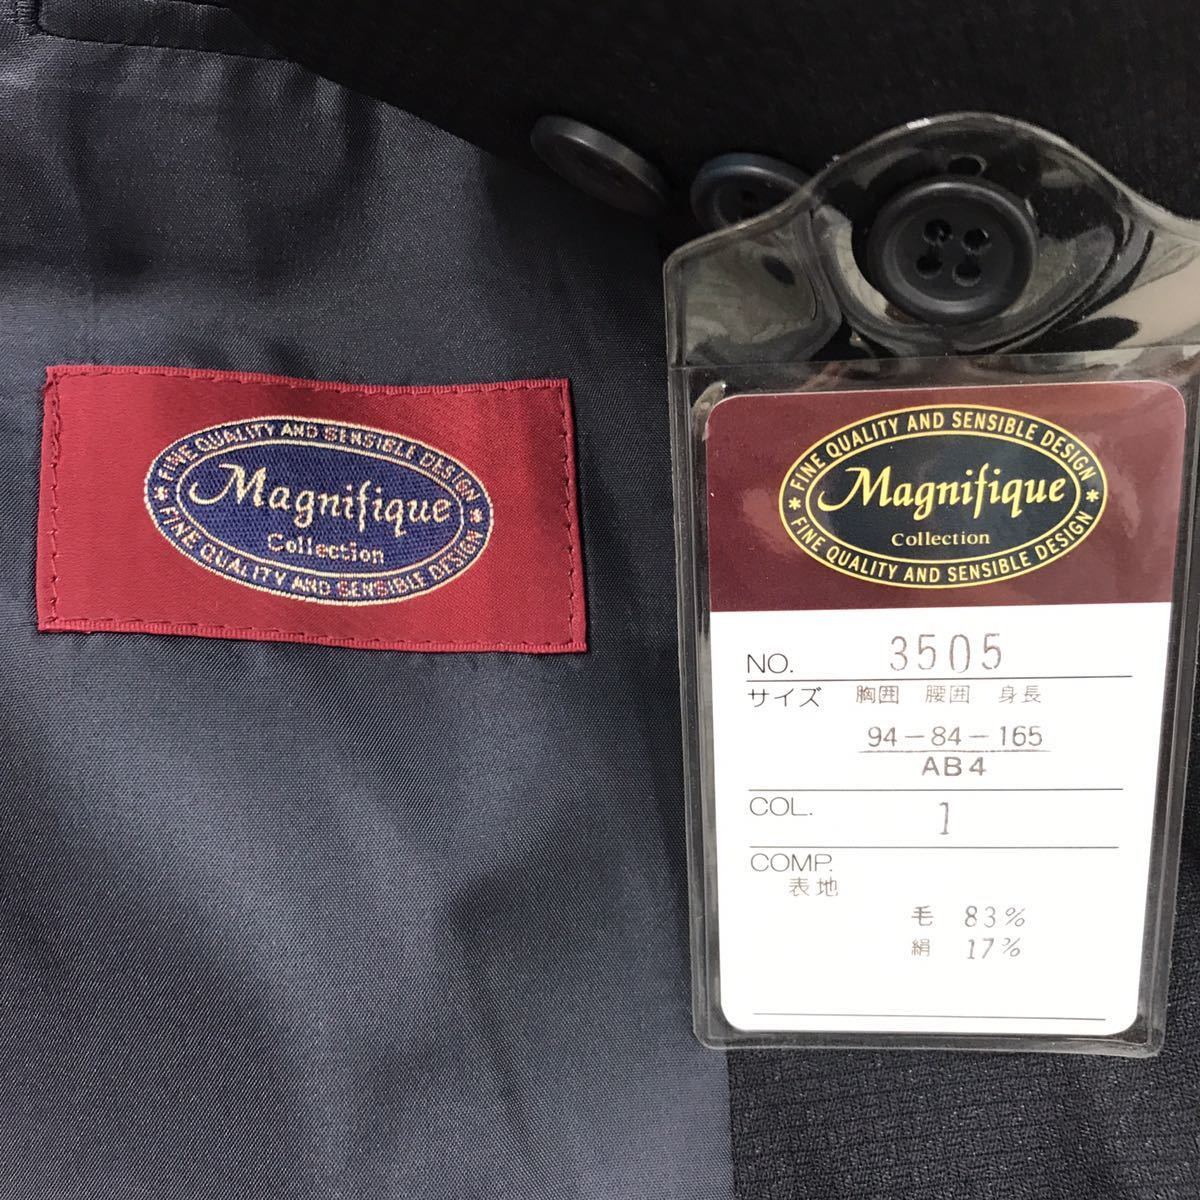 FINE QUALITY AND SENSIBLE DESIGN
Magnifique
Collection
FINE QUALITY AND SENSIBLE DESIGN
FINE QUALITY AND SENSIBLE DESIGN
Magnifique
Collection
FINE QUALITY AND SENSIBLE DESIGN
NO. 3505
サイズ 胸囲 腰囲 身長
94-84-165
AB4
COL. 1
COMP.
表地
毛 83%
絹 17%